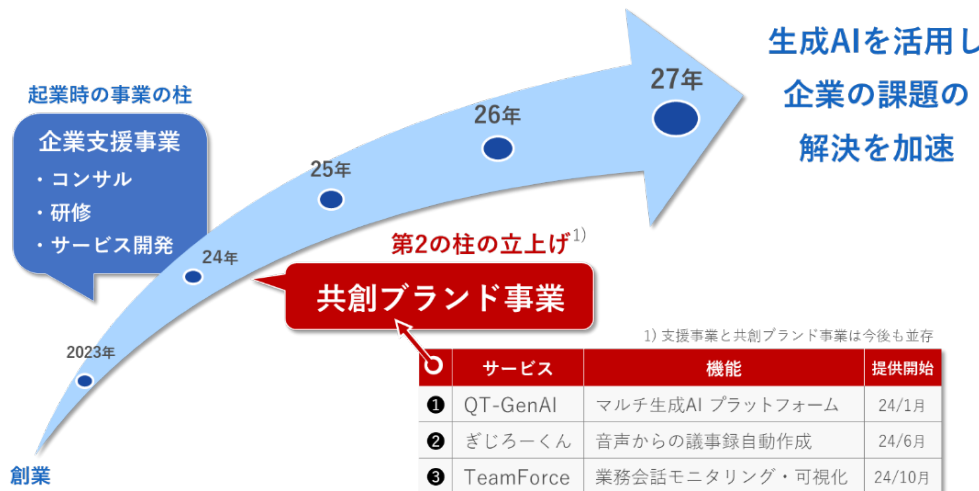 生成AIを活用し
企業の課題の
解決を加速
起業時の事業の柱
企業支援事業
・コンサル
・研修
・サービス開発
27年
26年
25年
24年
2023年
創業
第2の柱の立上げ1)
共創ブランド事業
1) 支援事業と共創ブランド事業は今後も並存
サービス 機能 提供開始
❶ QT-GenAI マルチ生成AI プラットフォーム 24/1月
❷ ぎじろーくん 音声からの議事録自動作成 24/6月
❸ TeamForce 業務会話モニタリング・可視化 24/10月